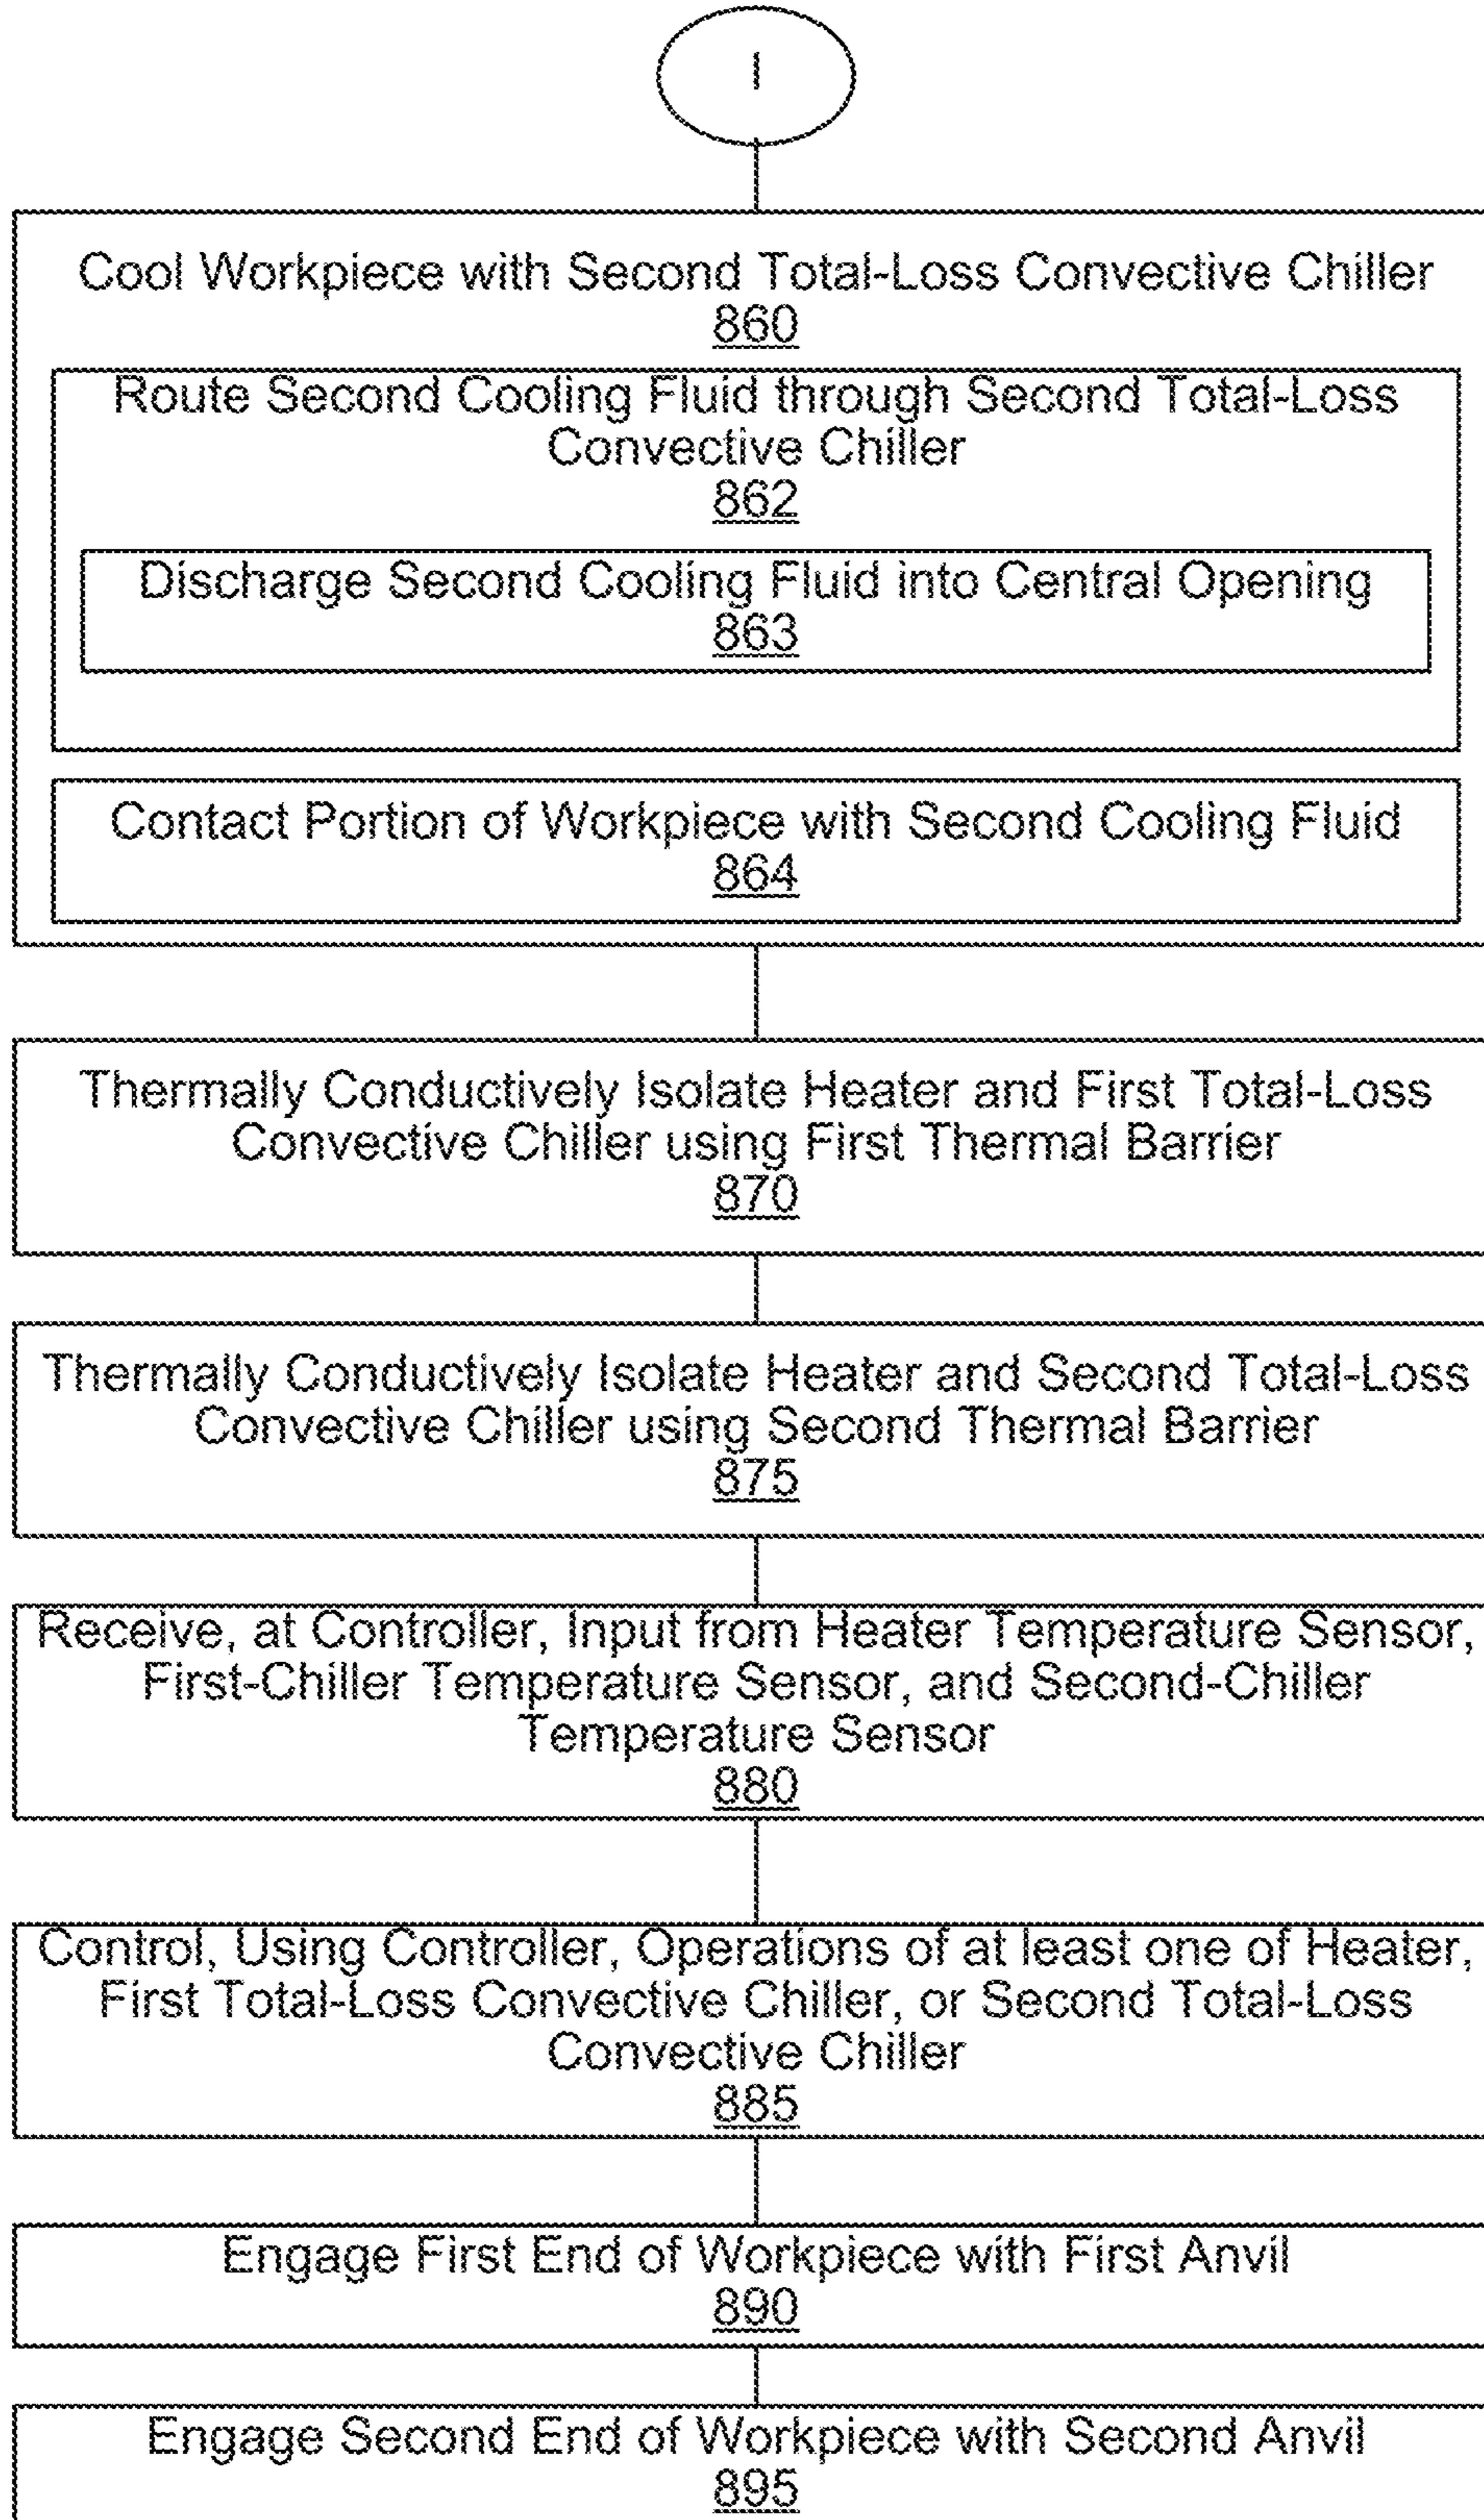 I
Cool Workpiece with Second Total-Loss Convective Chiller
860
Route Second Cooling Fluid through Second Total-Loss
Convective Chiller
862
Discharge Second Cooling Fluid into Central Opening
863
Contact Portion of Workpiece with Second Cooling Fluid
864
Thermally Conductively Isolate Heater and First Total-Loss
Convective Chiller using First Thermal Barrier
870
Thermally Conductively Isolate Heater and Second Total-Loss
Convective Chiller using Second Thermal Barrier
875
Receive, at Controller, Input from Heater Temperature Sensor,
First-Chiller Temperature Sensor, and Second-Chiller
Temperature Sensor
880
Control, Using Controller, Operations of at least one of Heater,
First Total-Loss Convective Chiller, or Second Total-Loss
Convective Chiller
885
Engage First End of Workpiece with First Anvil
890
Engage Second End of Workpiece with Second Anvil
895